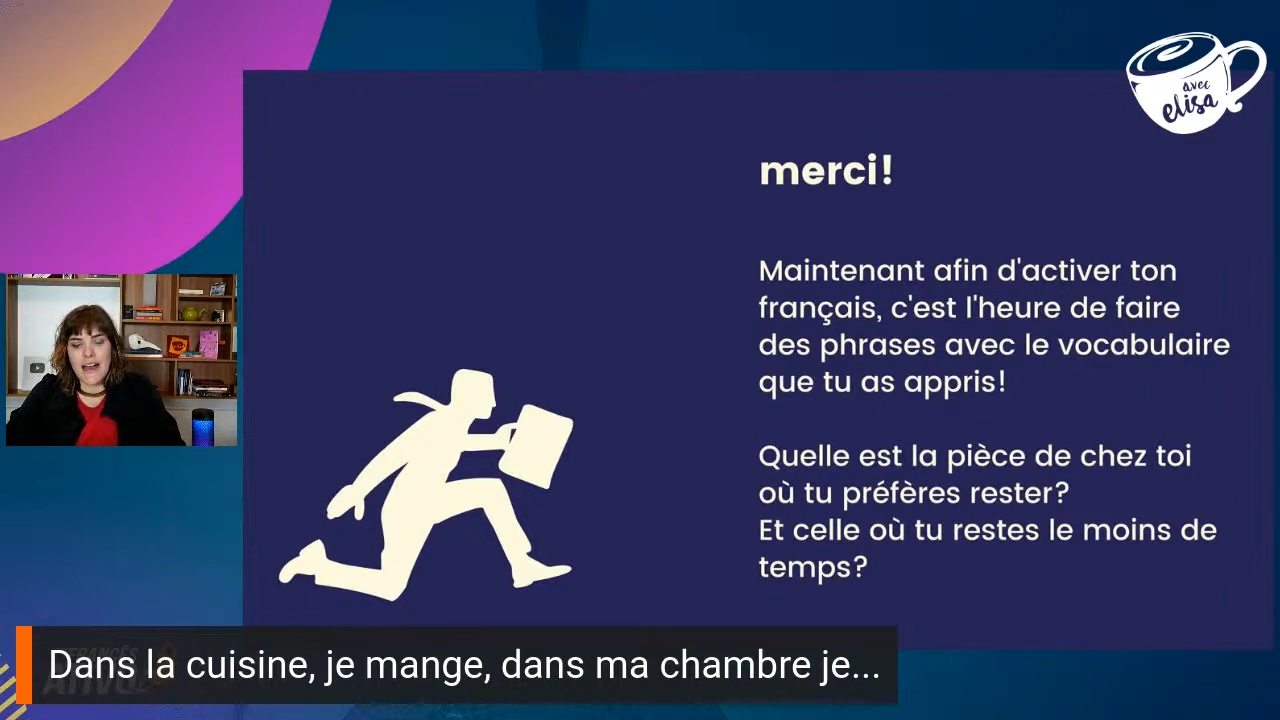 avec
elisa
merci!
Maintenant afin d'activer ton
français, c'est l'heure de faire
des phrases avec le vocabulaire
que tu as appris!
Quelle est la pièce de chez toi
où tu préfères rester?
Et celle où tu restes le moins de
temps?
Dans la cuisine, je mange, dans ma chambre je...